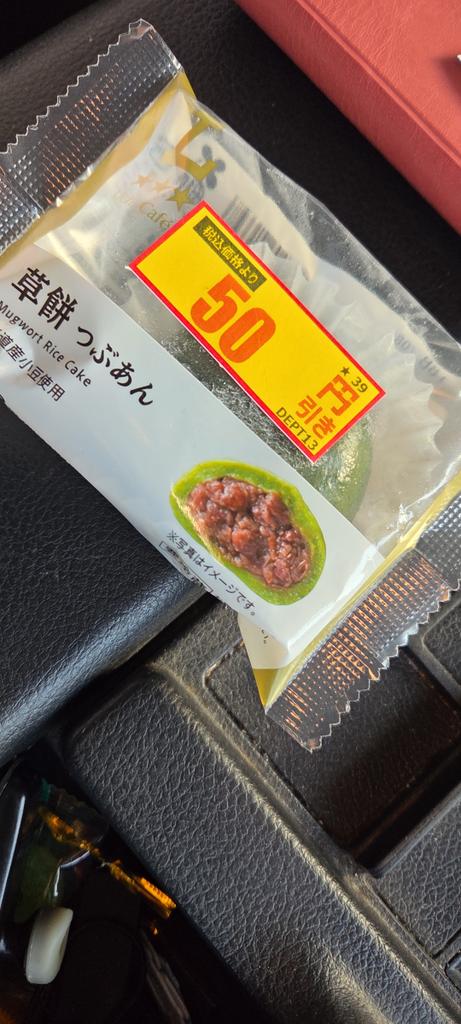 税込価格より
50
円
引き
★39
DEPT13
草餅 つぶあん
Mugwort Rice Cake
道産小豆使用
※写真はイメージです。